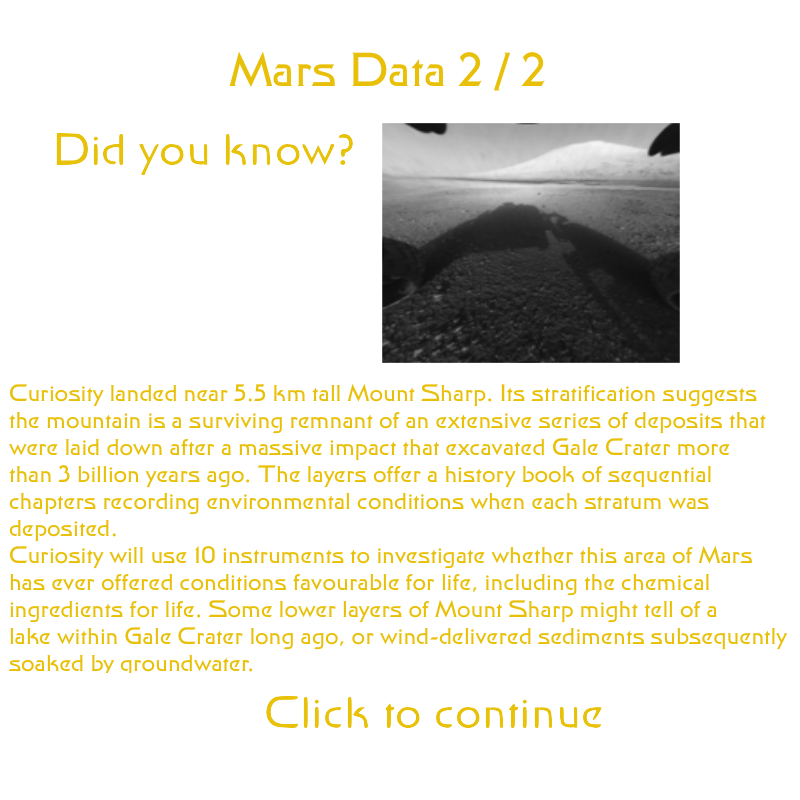 Mars Data 2 / 2
Did you know?
Curiosity landed near 5.5 km tall Mount Sharp. Its stratification suggests
the mountain is a surviving remnant of an extensive series of deposits that
were laid down after a massive impact that excavated Gale Crater more
than 3 billion years ago. The layers offer a history book of sequential
chapters recording environmental conditions when each stratum was
deposited.
Curiosity will use 10 instruments to investigate whether this area of Mars
has ever offered conditions favourable for life, including the chemical
ingredients for life. Some lower layers of Mount Sharp might tell of a
lake within Gale Crater long ago, or wind-delivered sediments subsequently
soaked by groundwater.
Click to continue